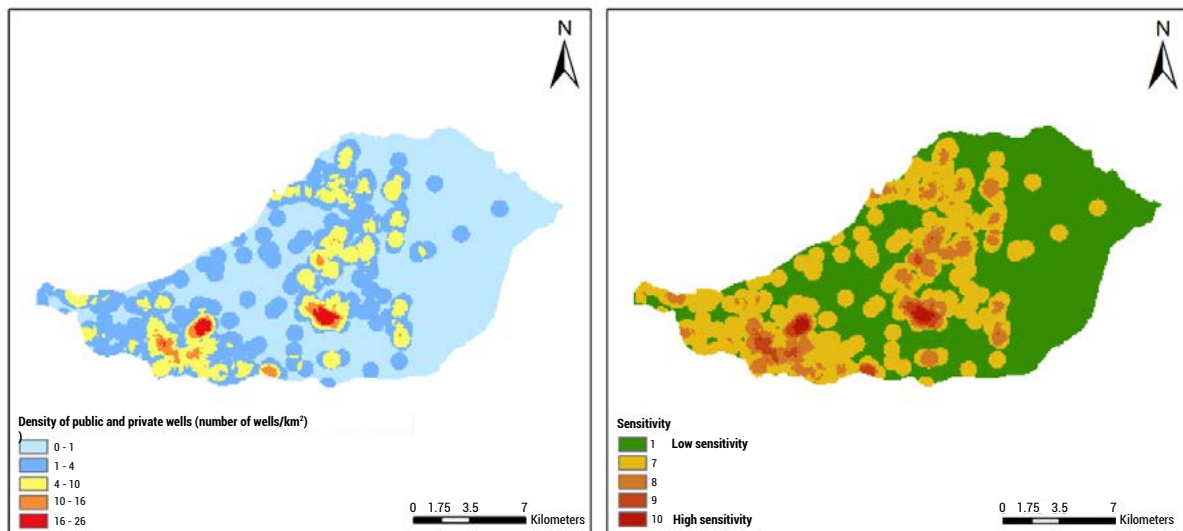 N
Density of public and private wells (number of wells/km²)
)
0 - 1
1 - 4
4 - 10
10 - 16
16 - 26
0 1.75 3.5 7
Kilometers
N
Sensitivity
1 Low sensitivity
7
8
9
10 High sensitivity
0 1.75 3.5 7
Kilometers